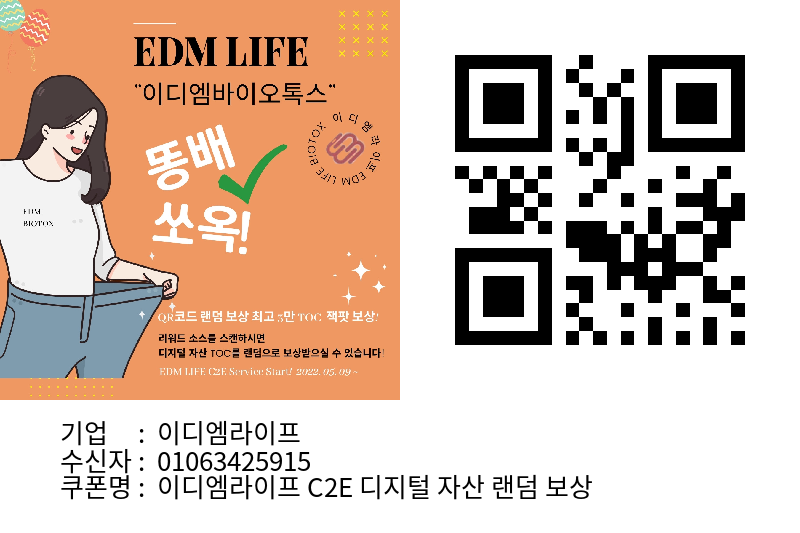 EDM LIFE
"이디엠바이오톡스"
이디엠라이프 EDM LIFE BIOTOX
똥배
쏘옥!
EDM
BIOTOX
QR코드 랜덤 보상 최고 5만 TOC 잭팟 보상!
리워드 소스를 스캔하시면
디지털 자산 TOC를 랜덤으로 보상받으실 수 있습니다!
EDM LIFE C2E Service Start! 2022. 05. 09 ~
기업 : 이디엠라이프
수신자 : 01063425915
쿠폰명 : 이디엠라이프 C2E 디지털 자산 랜덤 보상